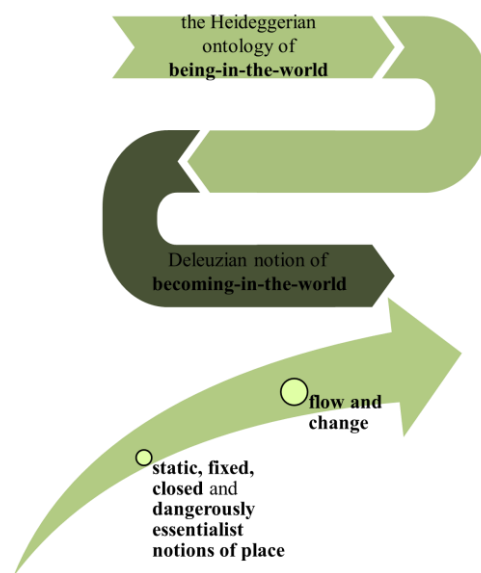 the Heideggerian
ontology of
being-in-the-world
Deleuzian notion of
becoming-in-the-world
flow and
change
static, fixed,
closed and
dangerously
essentialist
notions of place